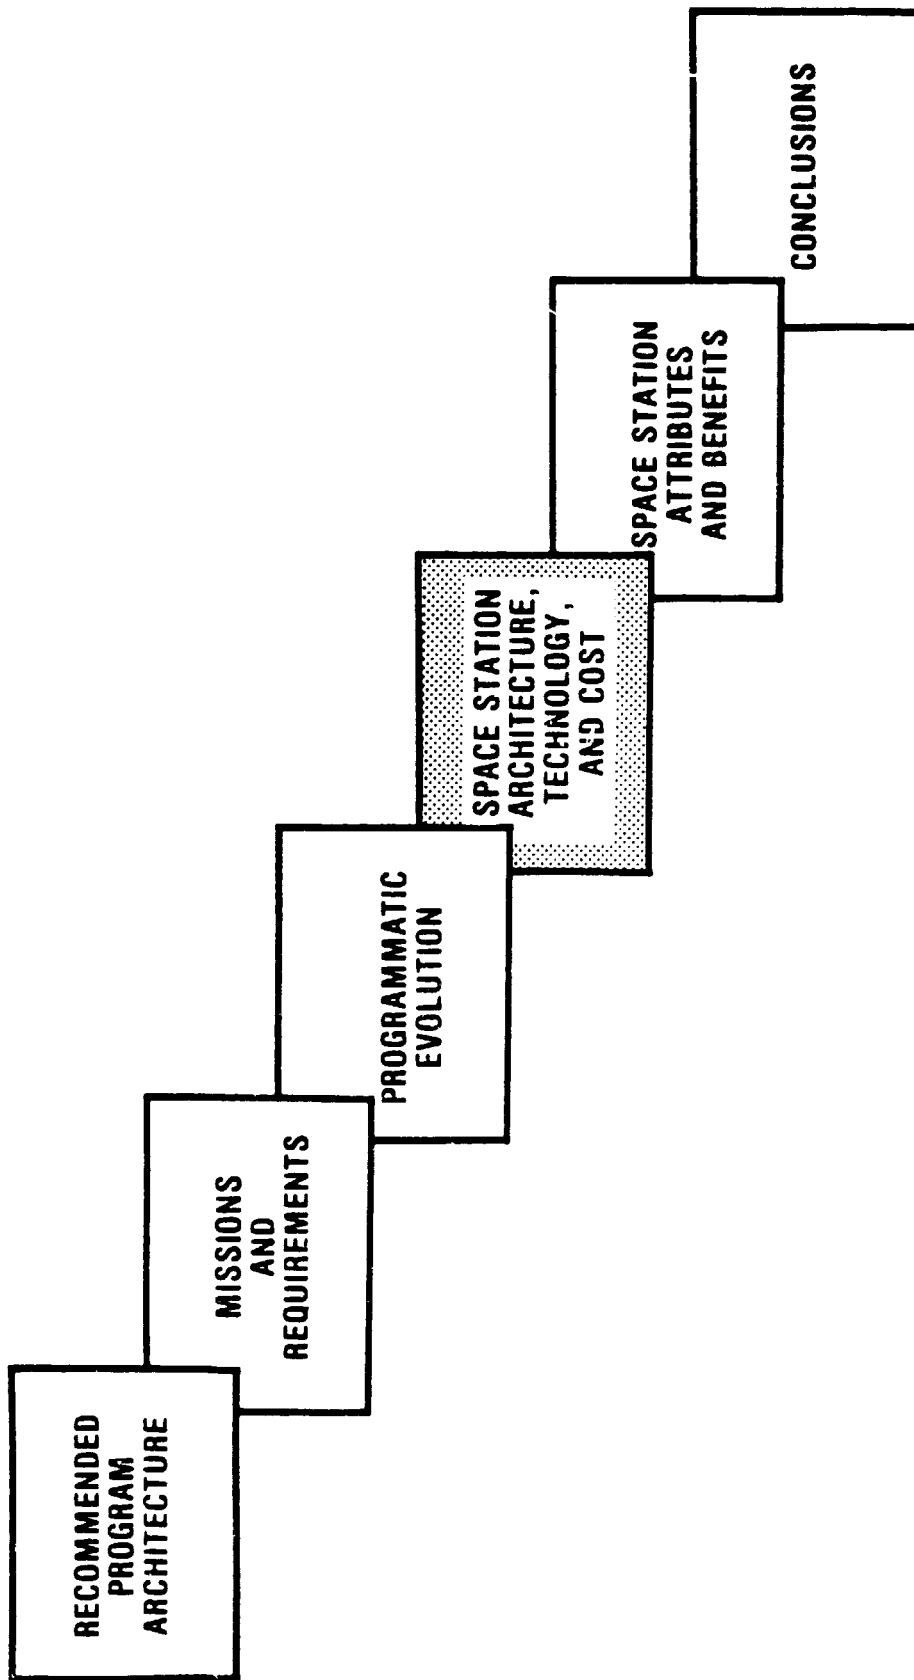 RECOMMENDED
PROGRAM
ARCHITECTURE
MISSIONS
AND
REQUIREMENTS
PROGRAMMATIC
EVOLUTION
SPACE STATION
ARCHITECTURE,
TECHNOLOGY,
AND COST
SPACE STATION
ATTRIBUTES
AND BENEFITS
CONCLUSIONS